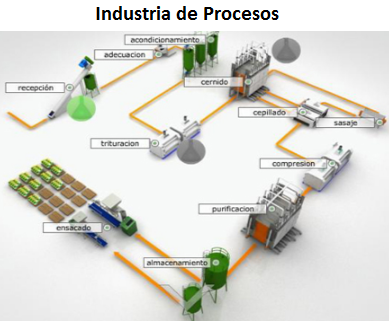 Industria de Procesos
acondicionamiento
adecuacion
recepción
cernido
cepillado
sasaje
trituracion
compresion
purificacion
ensacado
almacenamiento